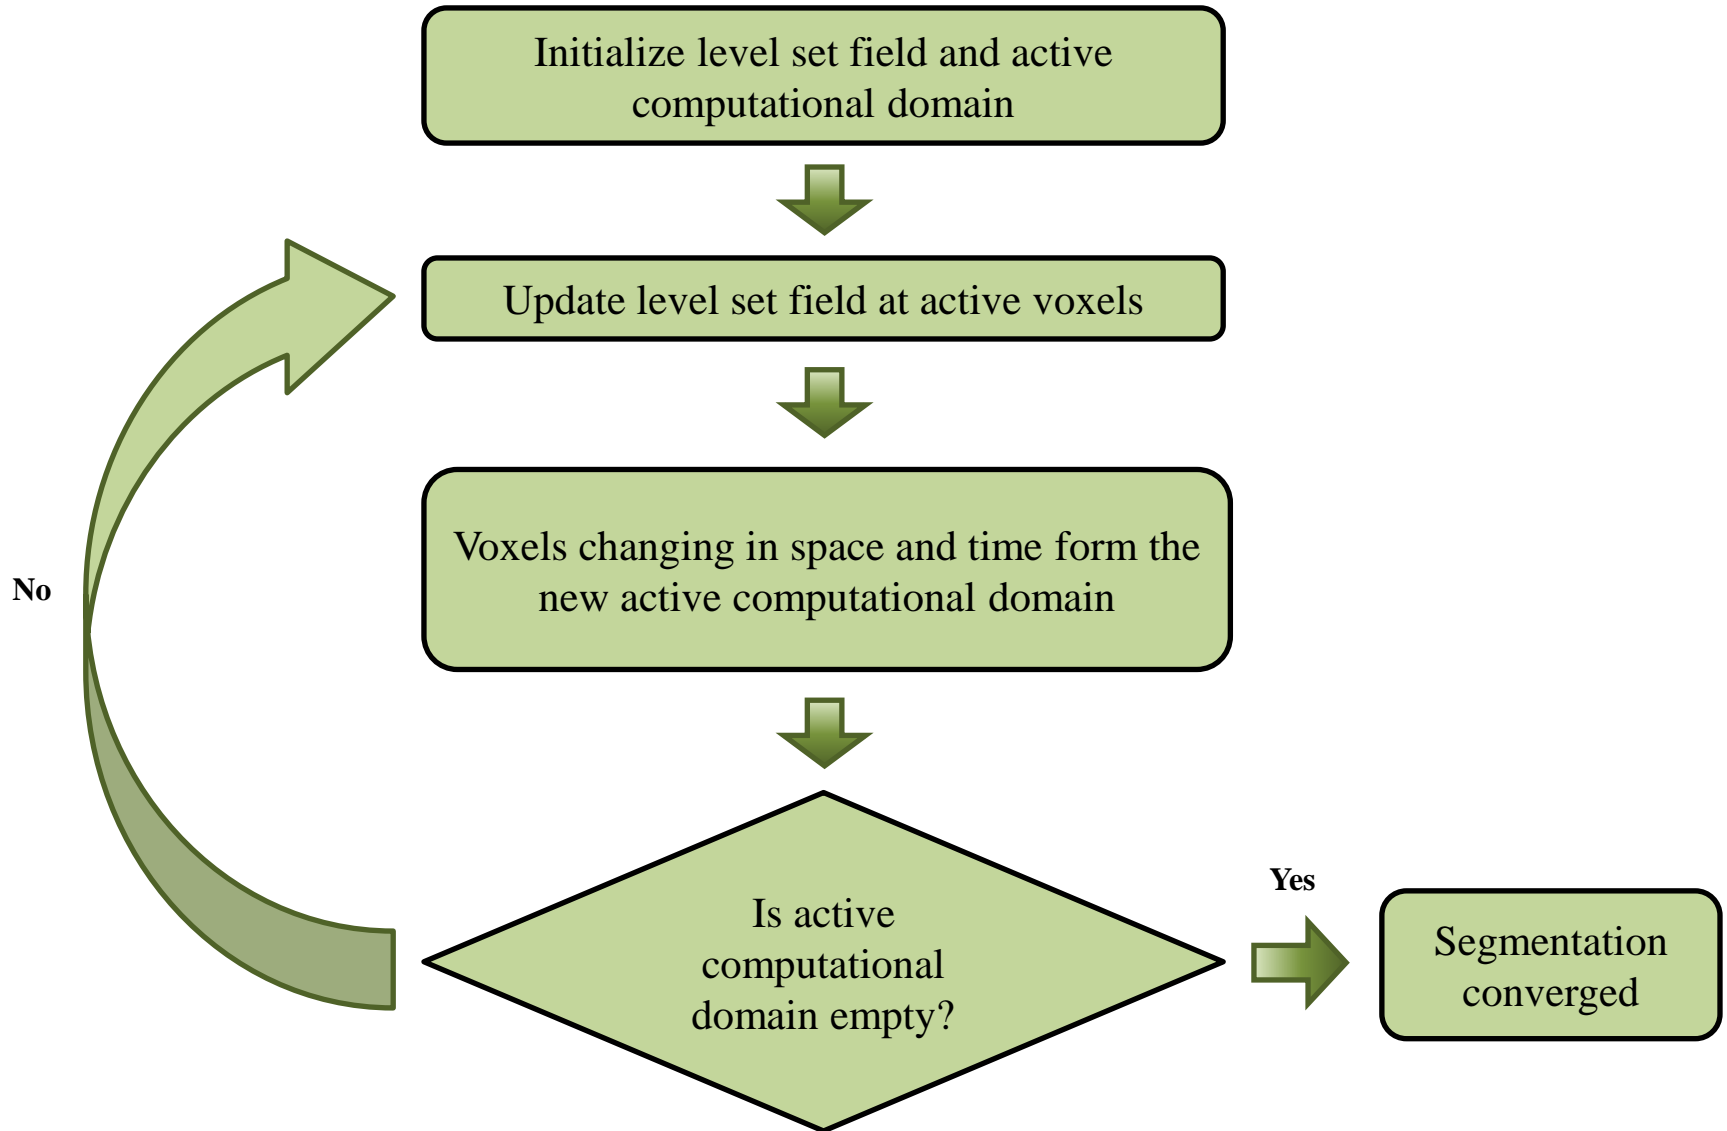 Initialize level set field and active
computational domain
Update level set field at active voxels
Voxels changing in space and time form the
new active computational domain
No
Is active
computational
domain empty?
Yes
Segmentation
converged